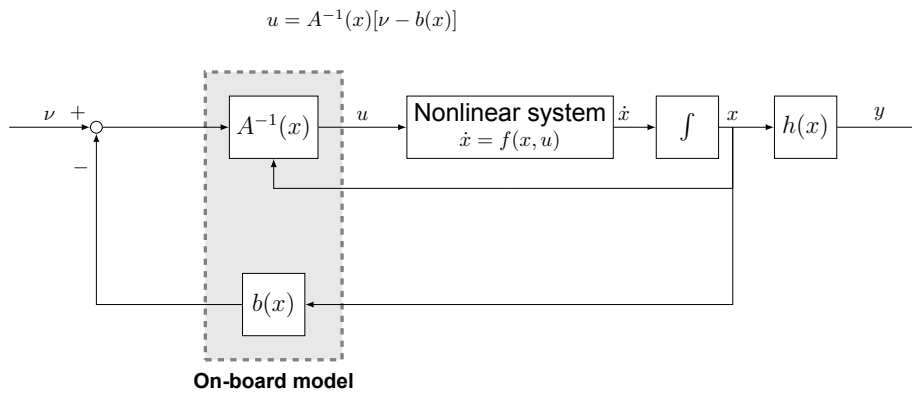 u = A⁻¹(x)[ν − b(x)]
ν + A⁻¹(x) u Nonlinear system ẋ ∫ x h(x) y
ẋ = f(x, u)
−
b(x)
On-board model